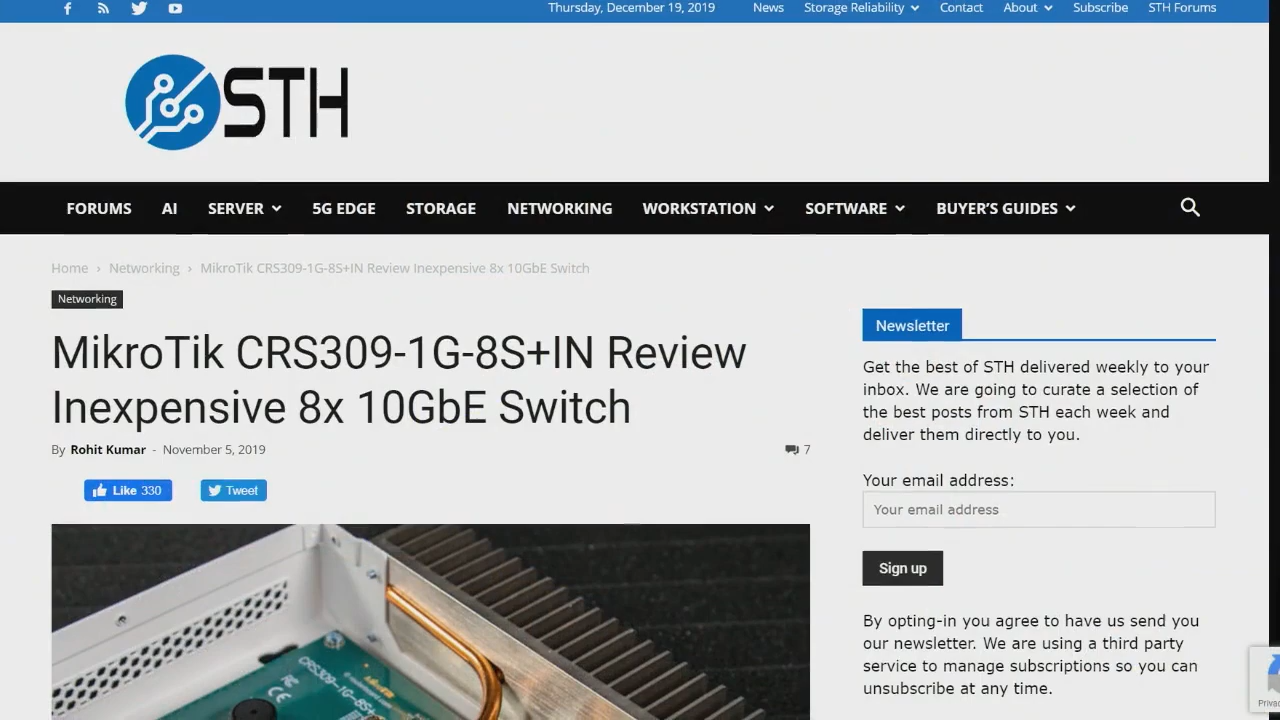 Thursday, December 19, 2019 News Storage Reliability Contact About Subscribe STH Forums
STH
FORUMS AI SERVER 5G EDGE STORAGE NETWORKING WORKSTATION SOFTWARE BUYER'S GUIDES
Home › Networking › MikroTik CRS309-1G-8S+IN Review Inexpensive 8x 10GbE Switch
Networking
MikroTik CRS309-1G-8S+IN Review
Inexpensive 8x 10GbE Switch
By Rohit Kumar - November 5, 2019 7
Like 330 Tweet
CRS309-1G-8S+
CE
Newsletter
Get the best of STH delivered weekly to your
inbox. We are going to curate a selection of
the best posts from STH each week and
deliver them directly to you.
Your email address:
Your email address
Sign up
By opting-in you agree to have us send you
our newsletter. We are using a third party
service to manage subscriptions so you can
unsubscribe at any time.